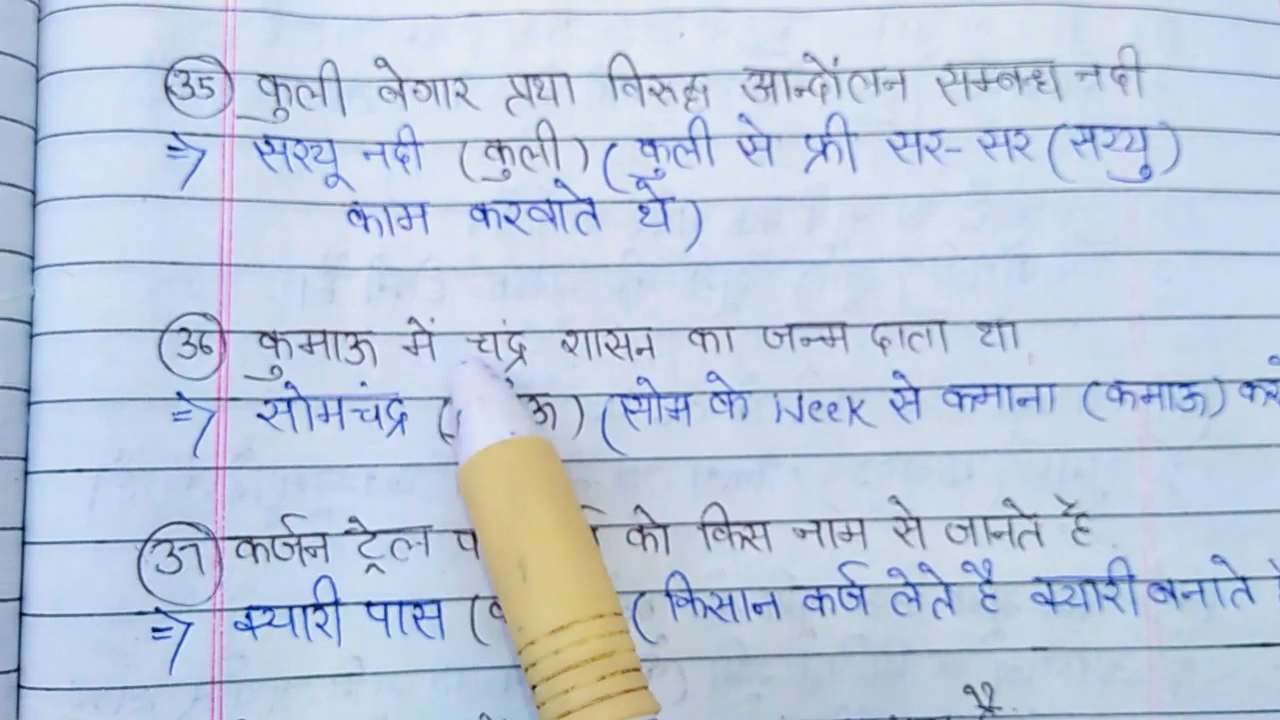 35 कुली बेगार प्रथा विरुद्ध आन्दोलन सम्बन्ध नदी
=> सरयू नदी (कुली) (कुली से फ्री सर-सर (सरयु)
काम करवाते थे)
36 कुमाऊ में चंद्र शासन का जन्म दाता था
=> सोमचंद्र (सोम के Week से कमाना (कमाऊ)
37 कर्जन ट्रेल को किस नाम से जानते है
=> क्यारी पास (किसान कर्ज लेते है क्यारी बनाते